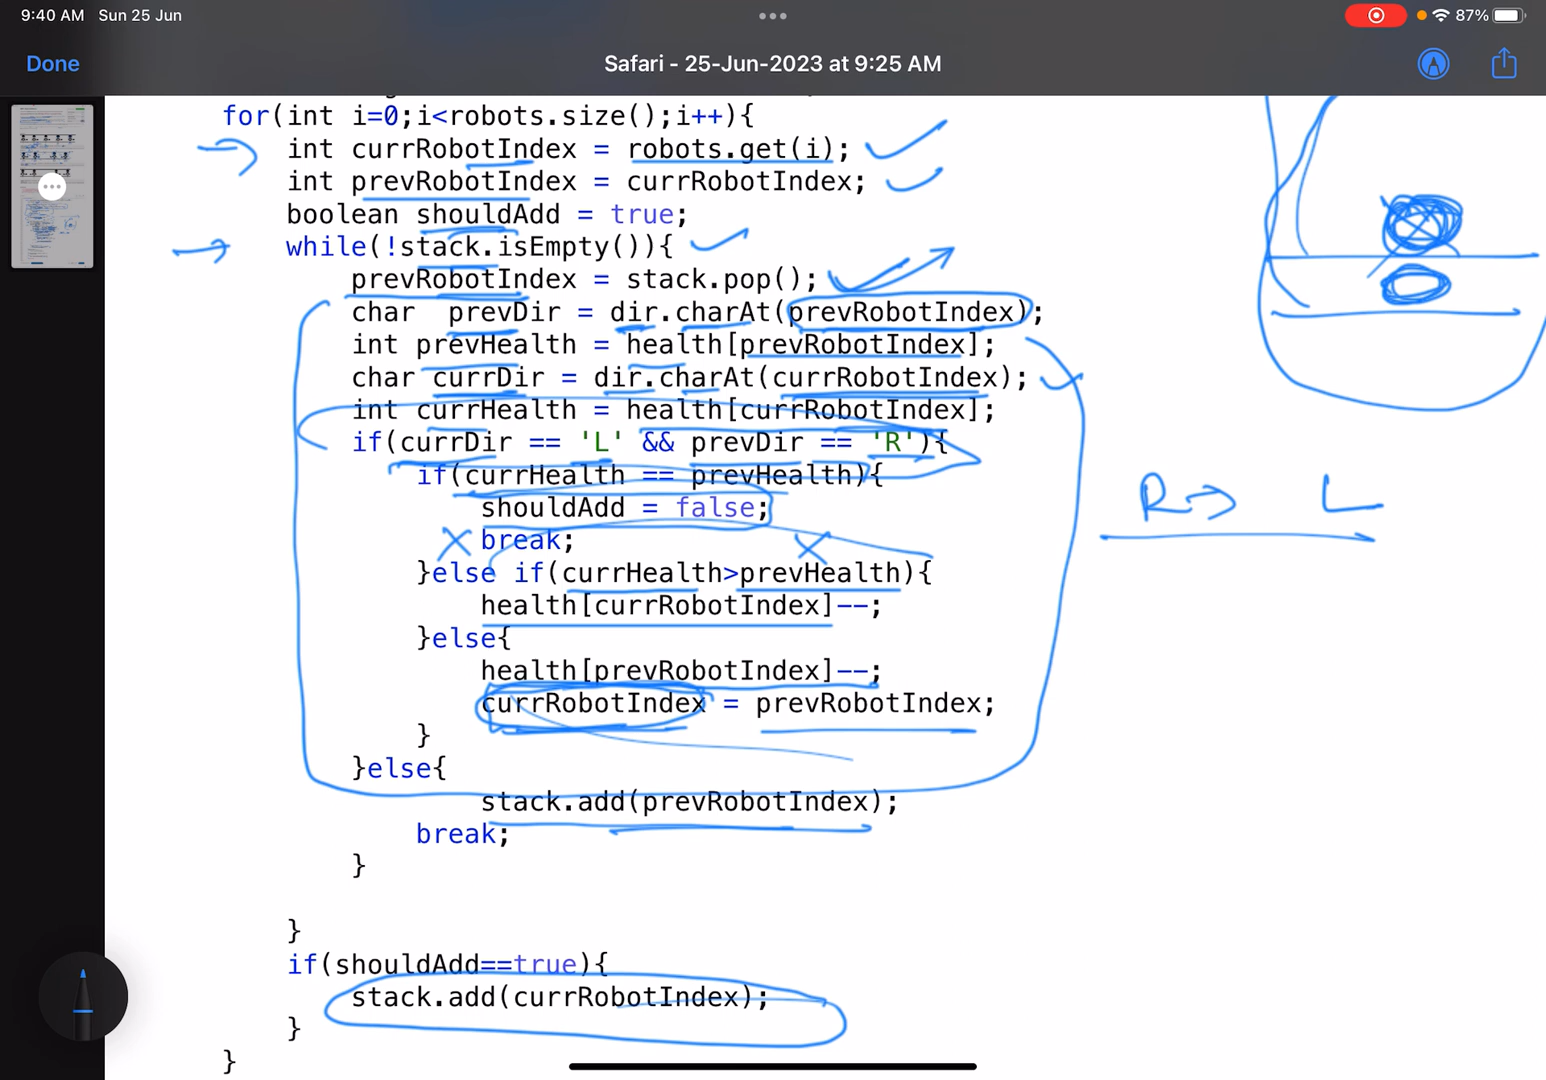 9:40 AM Sun 25 Jun
87%
Done
Safari - 25-Jun-2023 at 9:25 AM
for(int i=0;i<robots.size();i++){
int currRobotIndex = robots.get(i);
int prevRobotIndex = currRobotIndex;
boolean shouldAdd = true;
while(!stack.isEmpty()){
prevRobotIndex = stack.pop();
char prevDir = dir.charAt(prevRobotIndex);
int prevHealth = health[prevRobotIndex];
char currDir = dir.charAt(currRobotIndex);
int currHealth = health[currRobotIndex];
if(currDir == 'L' && prevDir == 'R'){
if(currHealth == prevHealth){
shouldAdd = false;
break;
}else if(currHealth>prevHealth){
health[currRobotIndex]--;
}else{
health[prevRobotIndex]--;
currRobotIndex = prevRobotIndex;
}
}else{
stack.add(prevRobotIndex);
break;
}
}
if(shouldAdd==true){
stack.add(currRobotIndex);
}
}
R→ L